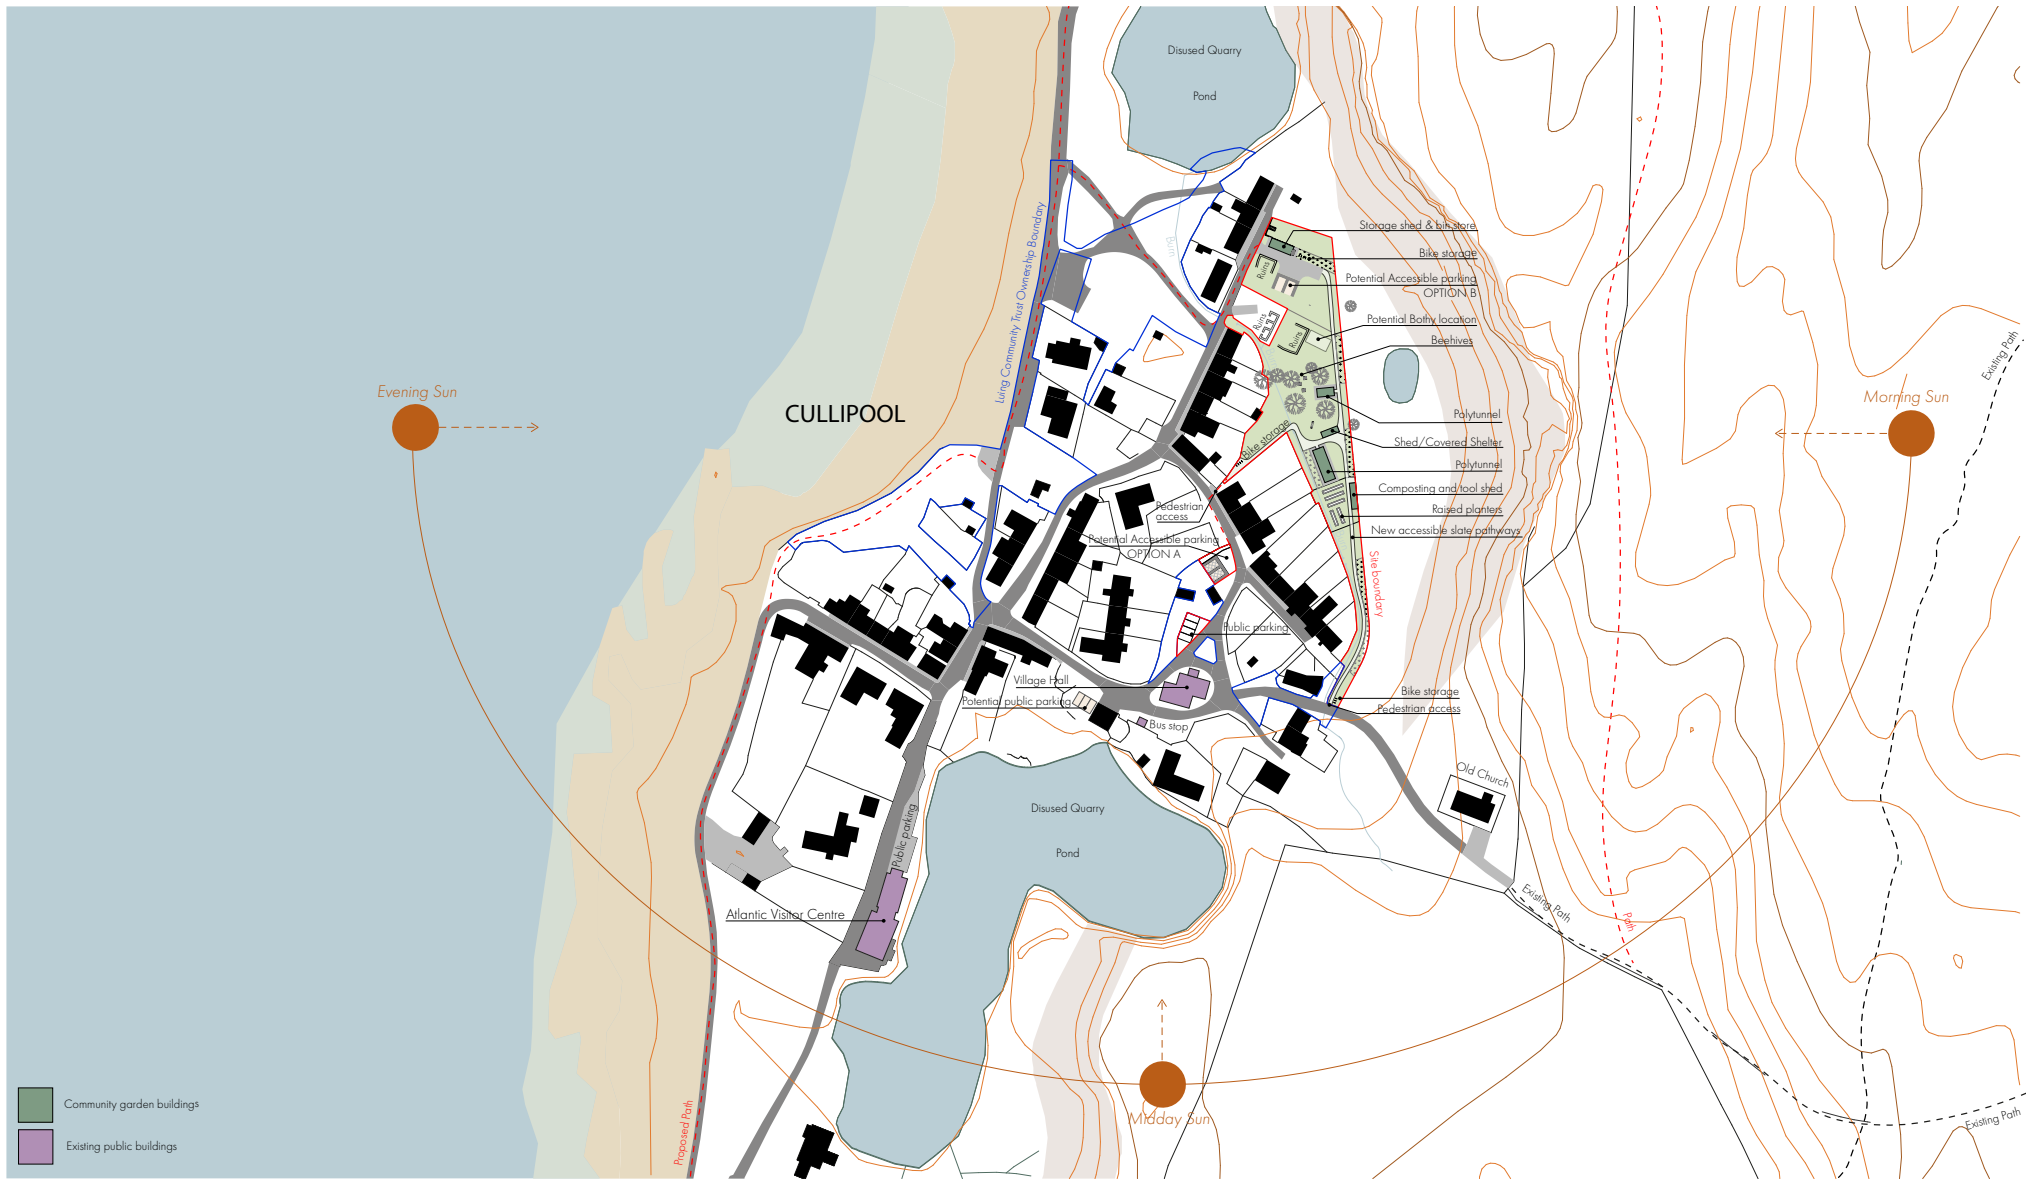 Disused Quarry
Pond
Storage shed & bin store
Bike storage
Potential Accessible parking
OPTION B
Potential Bothy location
Beehives
Polytunnel
Shed/Covered Shelter
Polytunnel
Composting and tool shed
Raised planters
New accessible slate pathways
Ruins
Ruins
Ruins
Burn
Bike storage
Luing Community Trust Ownership Boundary
Evening Sun
CULLIPOOL
Morning Sun
Existing Path
Pedestrian
access
Potential Accessible parking
OPTION A
Site boundary
Public parking
Village Hall
Potential public parking
Bus stop
Bike storage
Pedestrian access
Old Church
Disused Quarry
Pond
Public parking
Atlantic Visitor Centre
Existing Path
Path
Midday Sun
Proposed Path
Existing Path
Community garden buildings
Existing public buildings